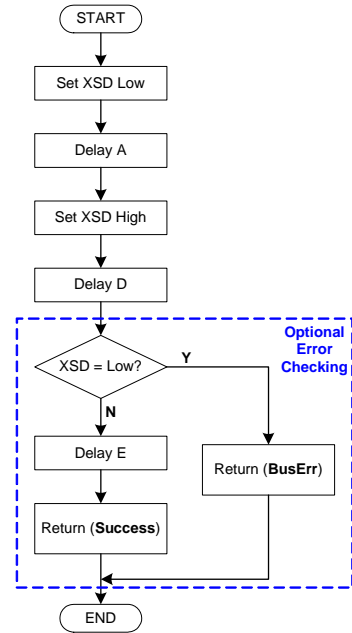 START
Set XSD Low
Delay A
Set XSD High
Delay D
Optional
Error
Checking
XSD = Low?
Y
N
Delay E
Return (BusErr)
Return (Success)
END